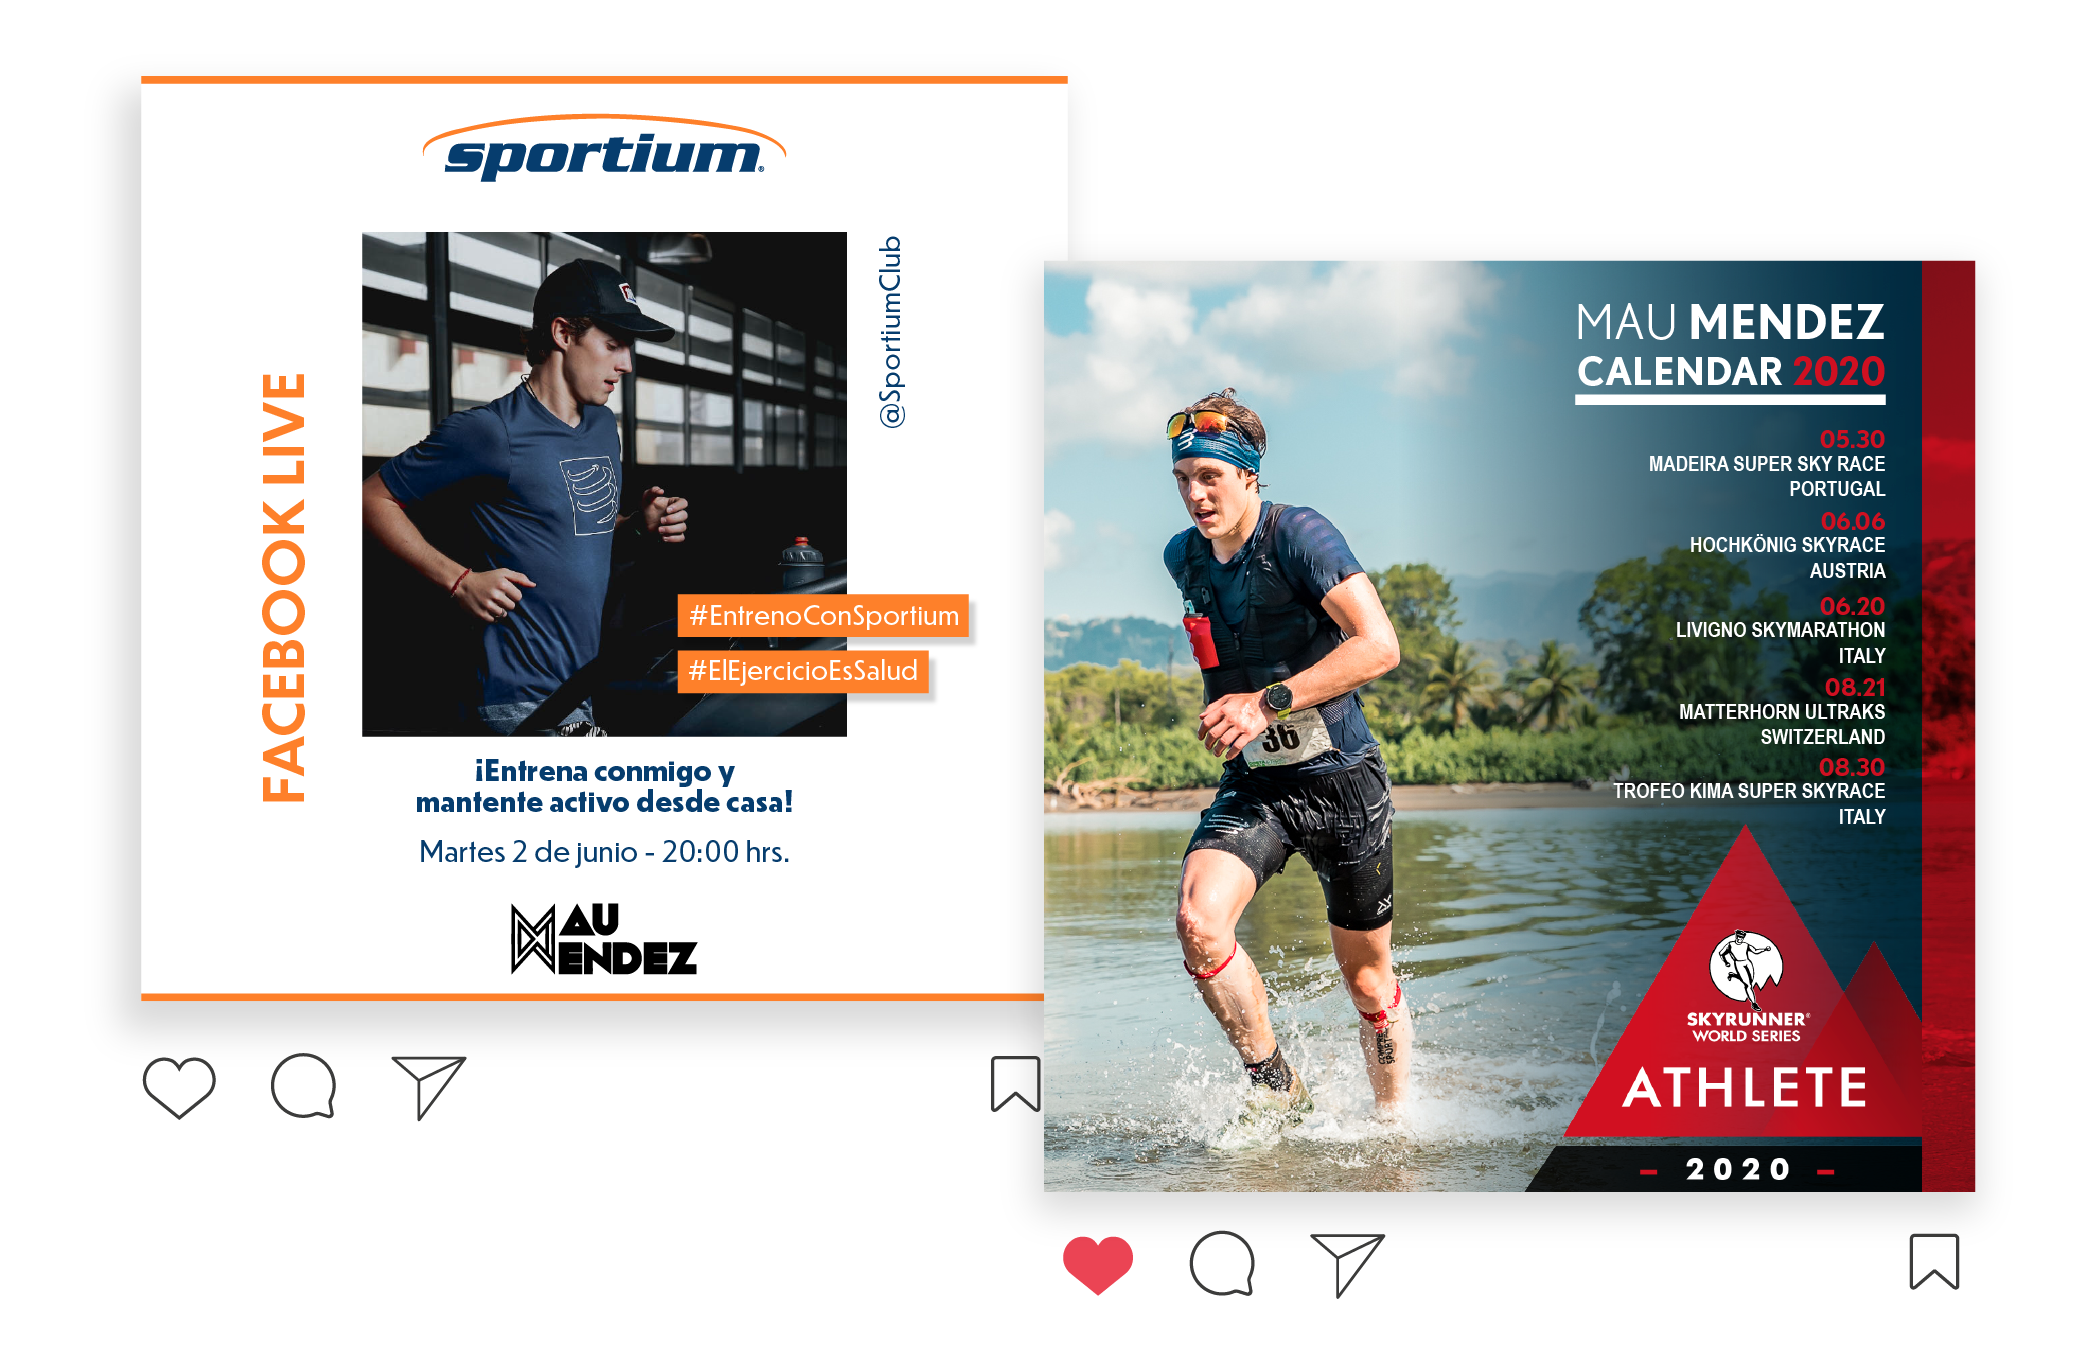 sportium®
FACEBOOK LIVE
@SportiumClub
#EntrenoConSportium
#ElEjercicioEsSalud
¡Entrena conmigo y
mantente activo desde casa!
Martes 2 de junio - 20:00 hrs.
MAU
MENDEZ
MAU MENDEZ
CALENDAR 2020
05.30
MADEIRA SUPER SKY RACE
PORTUGAL
06.06
HOCHKÖNIG SKYRACE
AUSTRIA
06.20
LIVIGNO SKYMARATHON
ITALY
08.21
MATTERHORN ULTRAKS
SWITZERLAND
08.30
TROFEO KIMA SUPER SKYRACE
ITALY
36
COMPRES
SPORT
SKYRUNNER®
WORLD SERIES
ATHLETE
- 2020 -